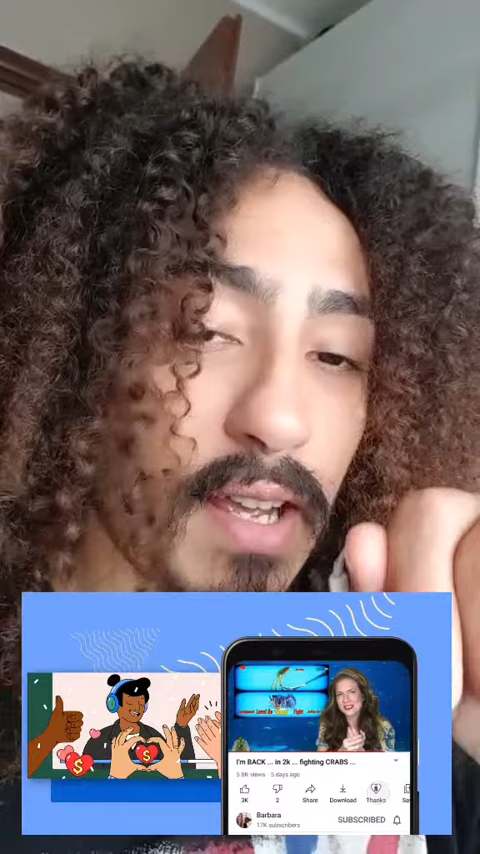 I'm BACK ... in 2k ... fighting CRABS ...
5.8K views · 5 days ago
3K
2
Share
Download
Thanks
Barbara
17K subscribers
SUBSCRIBED